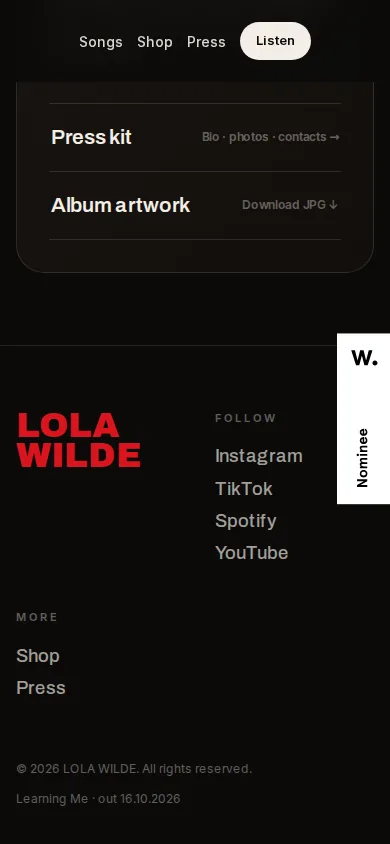 Songs Shop Press Listen
Press kit Bio · photos · contacts →
Album artwork Download JPG ↓
W.
Nominee
LOLA
WILDE
FOLLOW
Instagram
TikTok
Spotify
YouTube
MORE
Shop
Press
© 2026 LOLA WILDE. All rights reserved.
Learning Me · out 16.10.2026